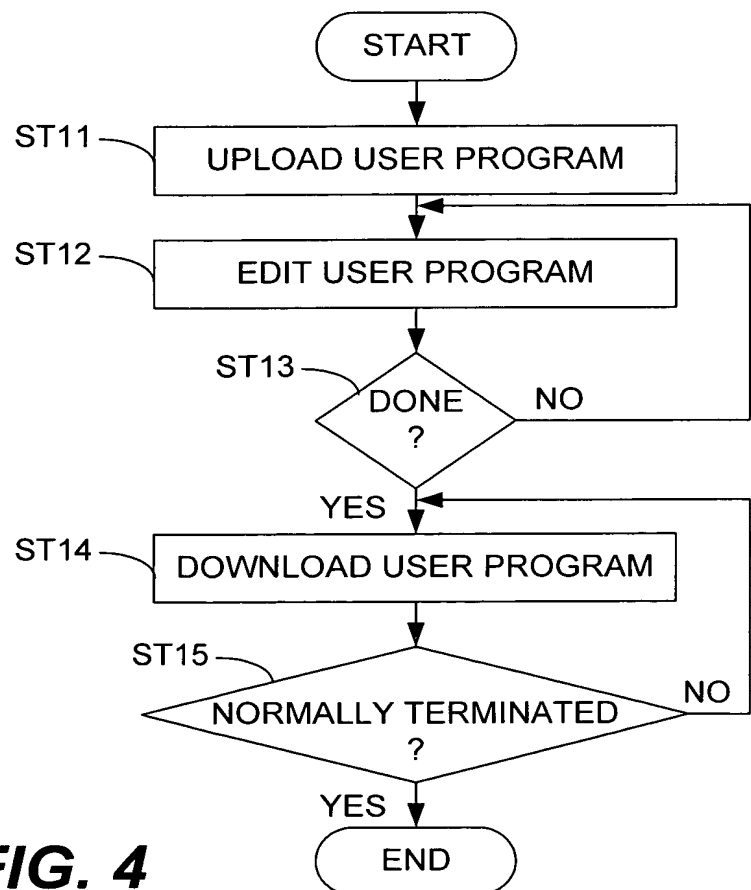 START
ST11
UPLOAD USER PROGRAM
ST12
EDIT USER PROGRAM
ST13
DONE
?
NO
YES
ST14
DOWNLOAD USER PROGRAM
ST15
NORMALLY TERMINATED
?
NO
YES
END
FIG. 4